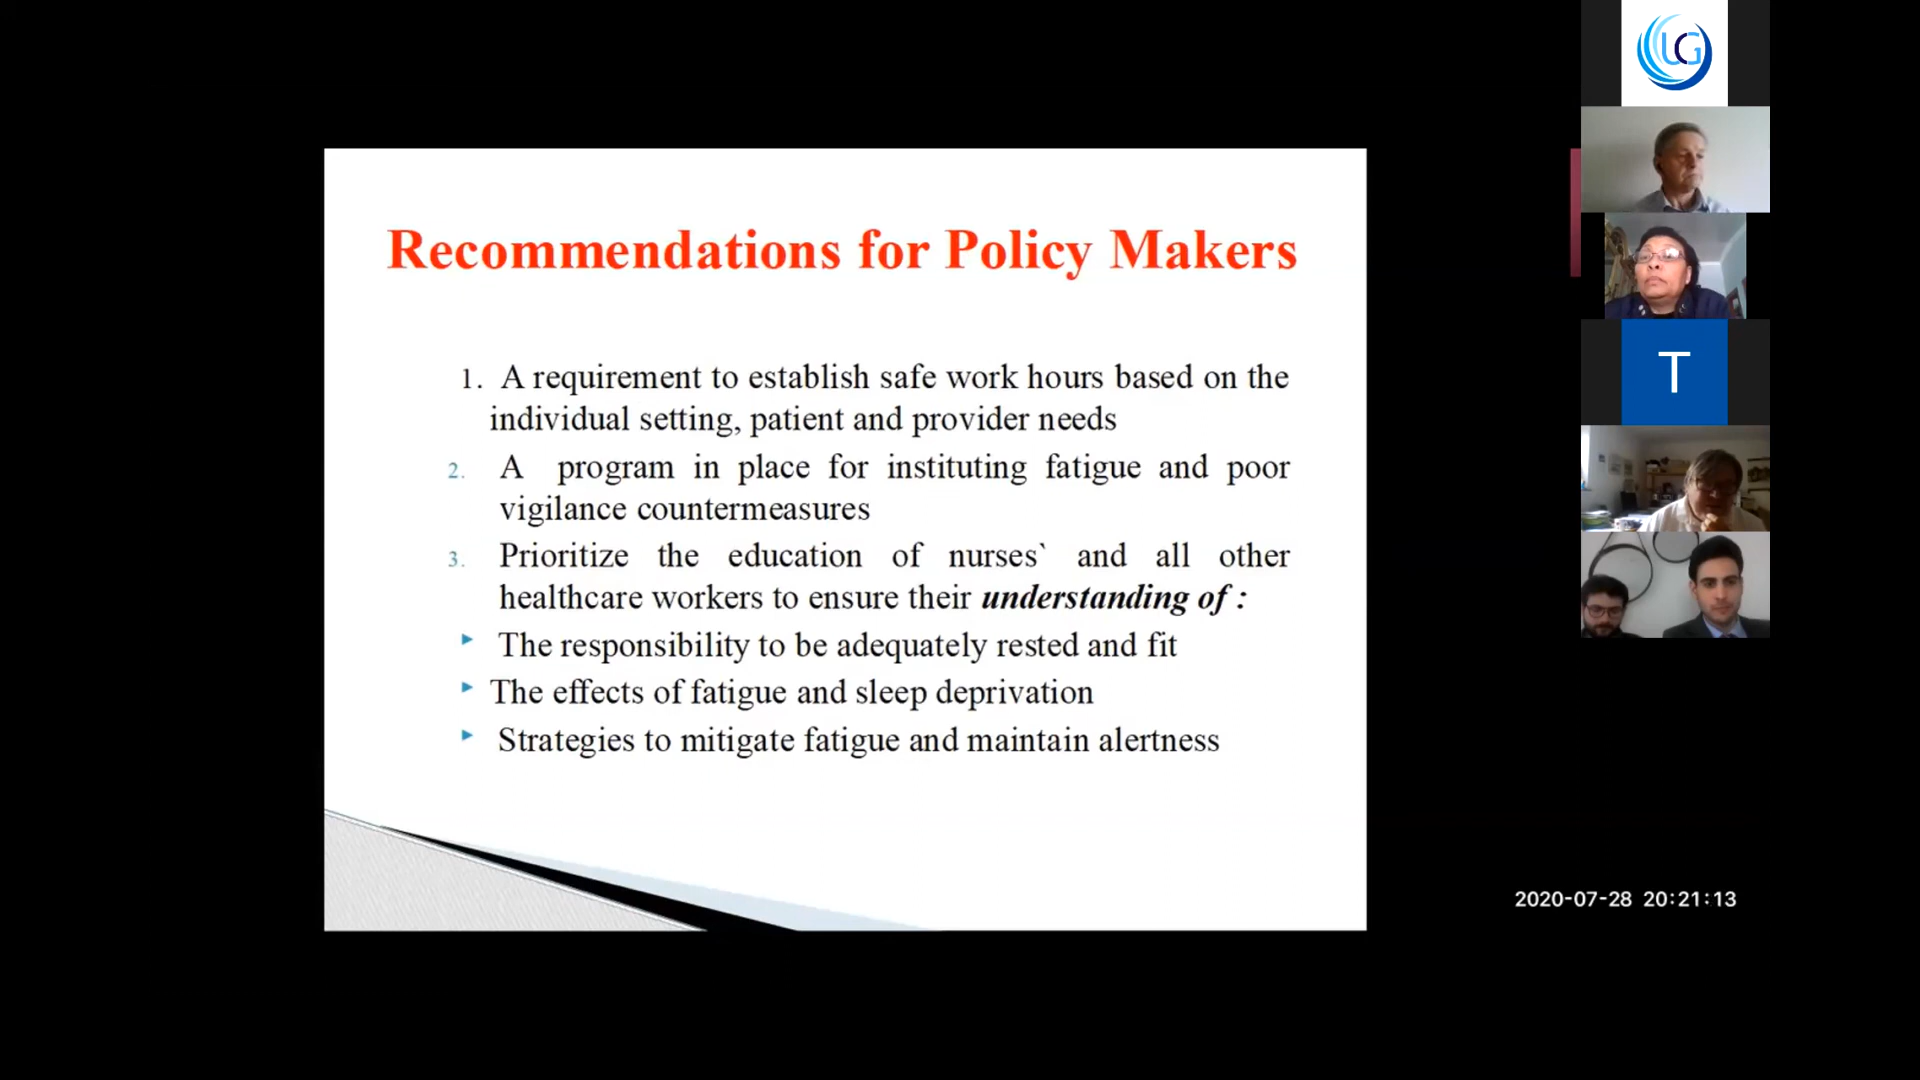 Recommendations for Policy Makers
1. A requirement to establish safe work hours based on the
individual setting, patient and provider needs
2. A program in place for instituting fatigue and poor
vigilance countermeasures
3. Prioritize the education of nurses` and all other
healthcare workers to ensure their understanding of :
The responsibility to be adequately rested and fit
The effects of fatigue and sleep deprivation
Strategies to mitigate fatigue and maintain alertness
UG
T
2020-07-28 20:21:13